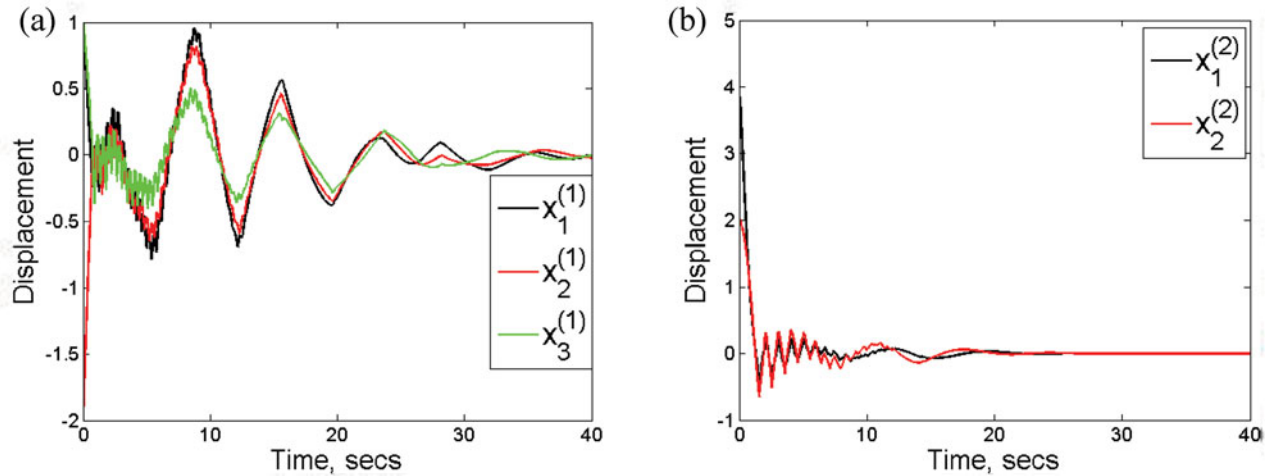 (a)
1
0.5
0
-0.5
-1
-1.5
-2
Displacement
0 10 20 30 40
Time, secs
x₁⁽¹⁾
x₂⁽¹⁾
x₃⁽¹⁾
(b)
5
4
3
2
1
0
-1
Displacement
0 10 20 30 40
Time, secs
x₁⁽²⁾
x₂⁽²⁾